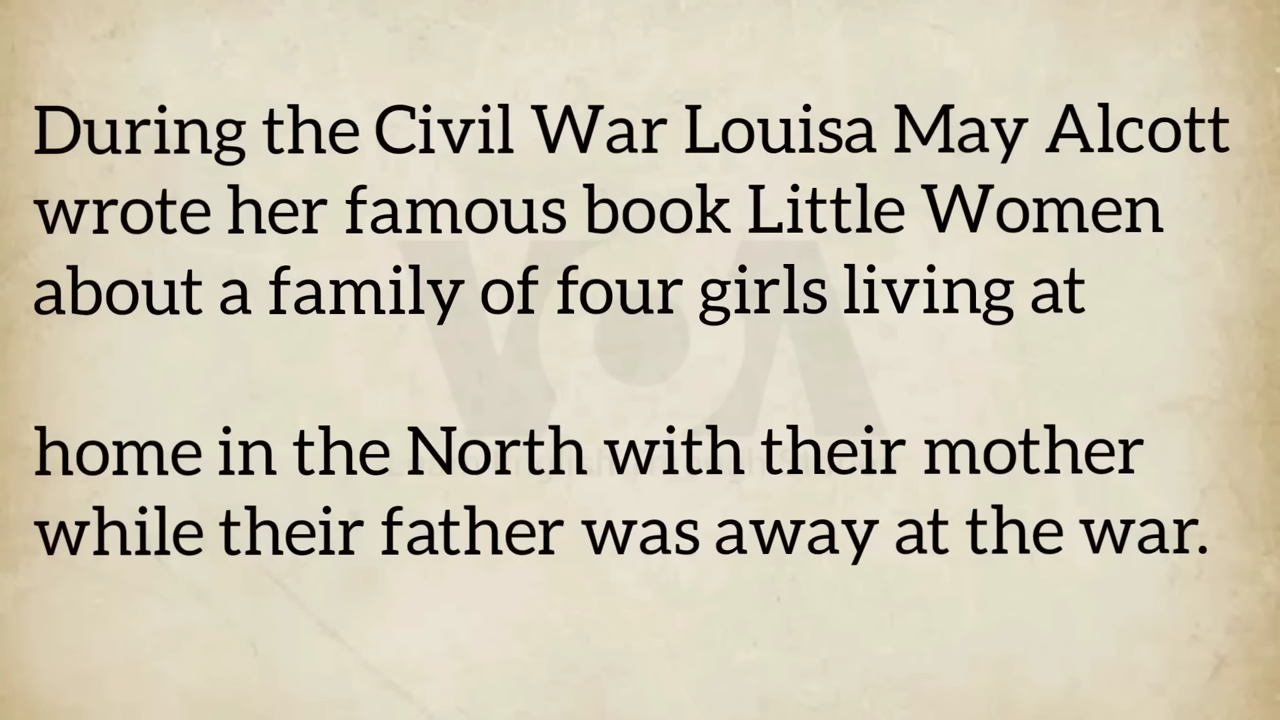 During the Civil War Louisa May Alcott
wrote her famous book Little Women
about a family of four girls living at
home in the North with their mother
while their father was away at the war.
VOA